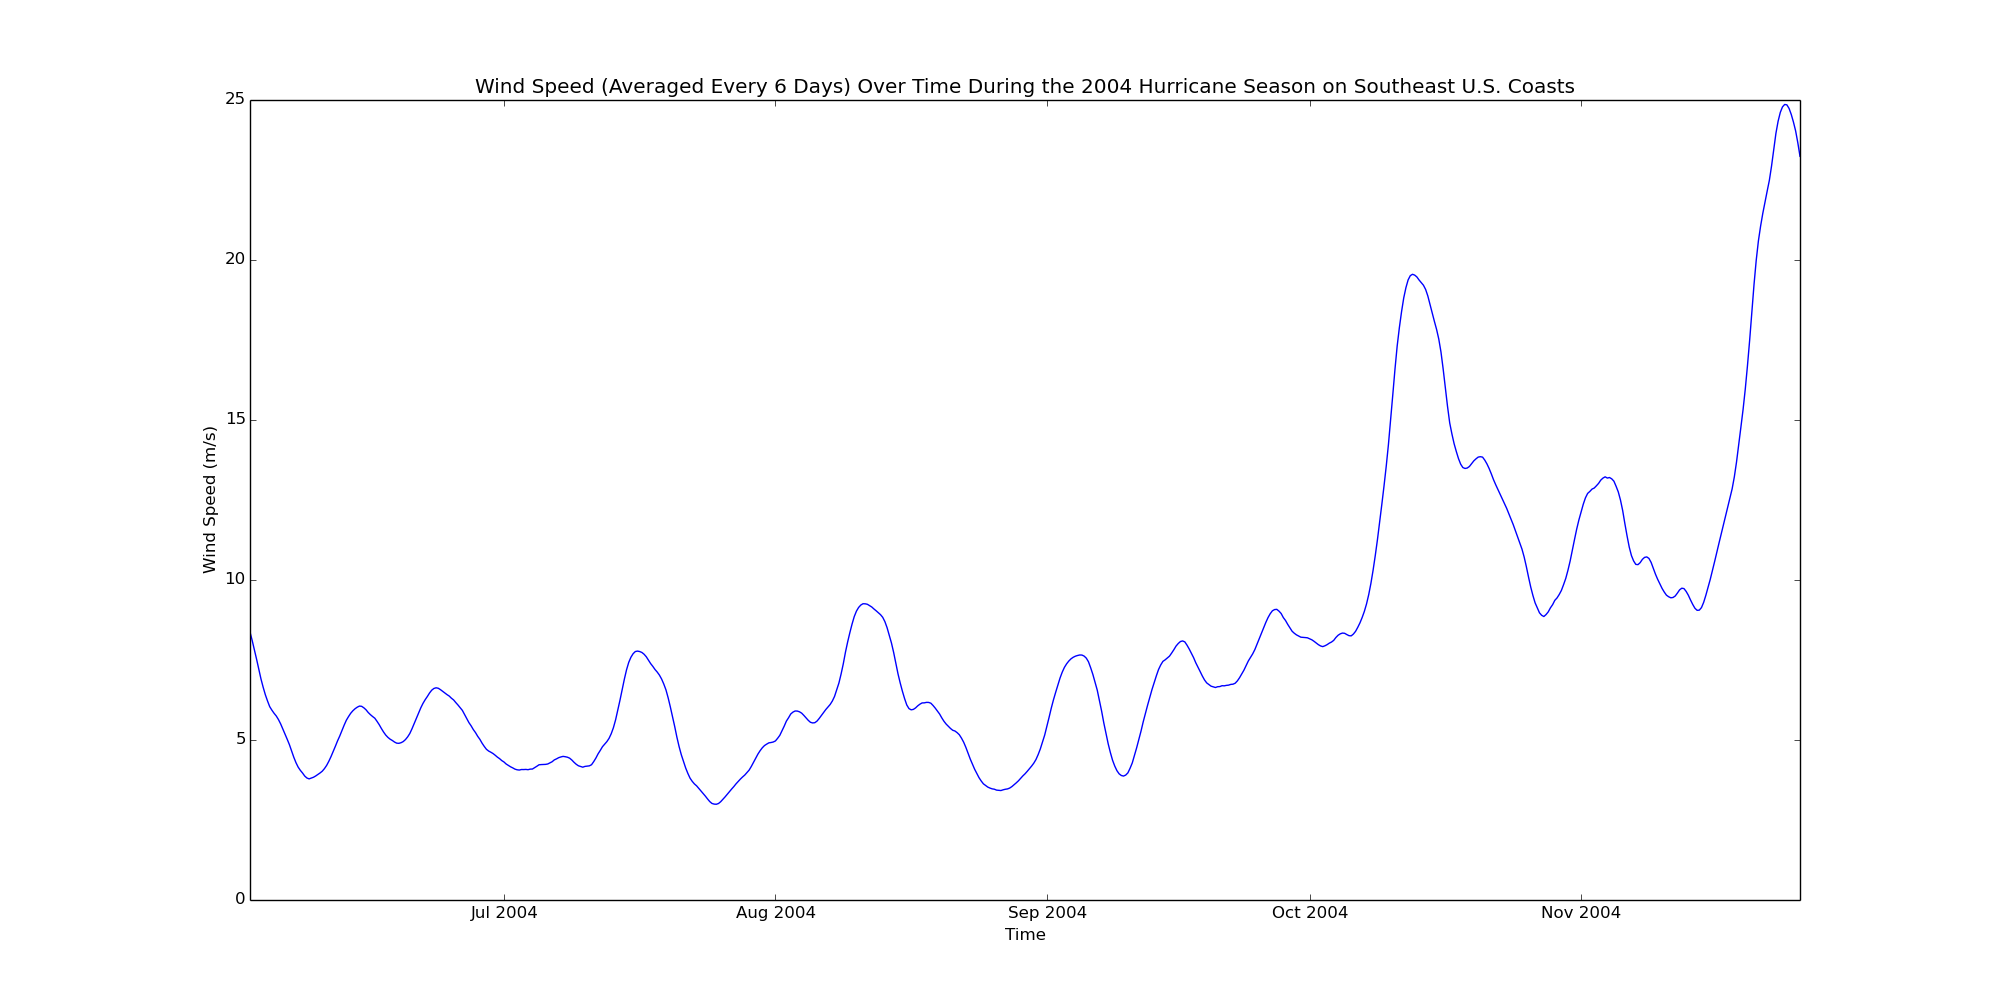 Wind Speed (Averaged Every 6 Days) Over Time During the 2004 Hurricane Season on Southeast U.S. Coasts
25
20
15
10
5
0
Wind Speed (m/s)
Jul 2004
Aug 2004
Sep 2004
Oct 2004
Nov 2004
Time